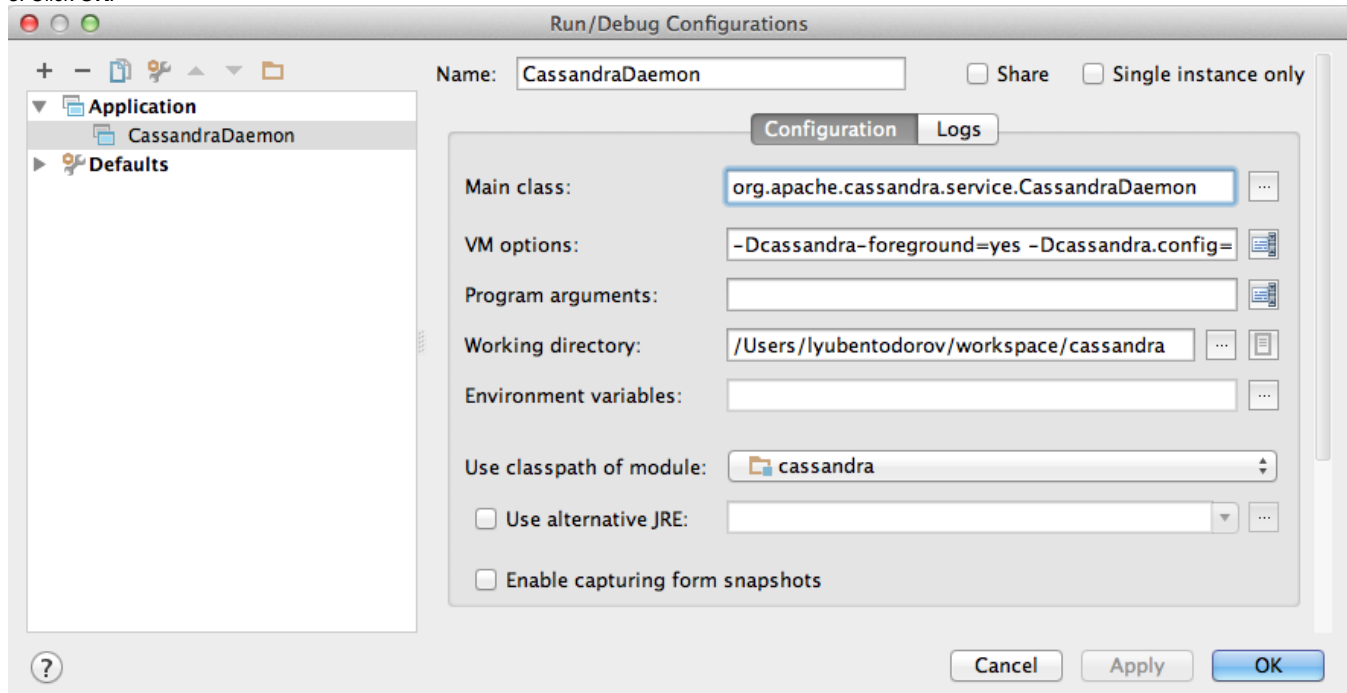 Run/Debug Configurations
Name: CassandraDaemon Share Single instance only
Application
CassandraDaemon
Defaults
Configuration Logs
Main class: org.apache.cassandra.service.CassandraDaemon ...
VM options: -Dcassandra-foreground=yes -Dcassandra.config=
Program arguments:
Working directory: /Users/lyubentodorov/workspace/cassandra ...
Environment variables: ...
Use classpath of module: cassandra
Use alternative JRE: ...
Enable capturing form snapshots
? Cancel Apply OK